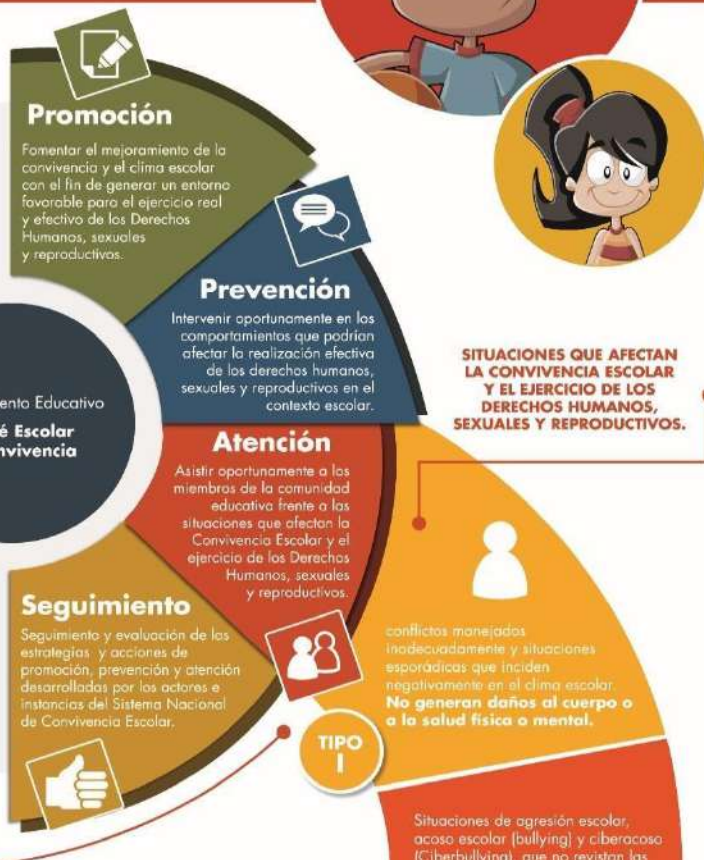 Promoción
Fomentar el mejoramiento de la
convivencia y el clima escolar
con el fin de generar un entorno
favorable para el ejercicio real
y efectivo de los Derechos
Humanos, sexuales
y reproductivos.
Prevención
Intervenir oportunamente en los
comportamientos que podrían
afectar la realización efectiva
de los derechos humanos,
sexuales y reproductivos en el
contexto escolar.
ento Educativo
é Escolar
nvivencia
Atención
Asistir oportunamente a los
miembros de la comunidad
educativa frente a las
situaciones que afectan la
Convivencia Escolar y el
ejercicio de los Derechos
Humanos, sexuales
y reproductivos.
Seguimiento
Seguimiento y evaluación de las
estrategias y acciones de
promoción, prevención y atención
desarrolladas por los actores e
instancias del Sistema Nacional
de Convivencia Escolar.
SITUACIONES QUE AFECTAN
LA CONVIVENCIA ESCOLAR
Y EL EJERCICIO DE LOS
DERECHOS HUMANOS,
SEXUALES Y REPRODUCTIVOS.
conflictos manejados
inadecuadamente y situaciones
esporádicas que inciden
negativamente en el clima escolar.
No generan daños al cuerpo o
a la salud física o mental.
TIPO
I
Situaciones de agresión escolar,
acoso escolar (bullying) y ciberacoso
(Ciberbullying), que no revistan las